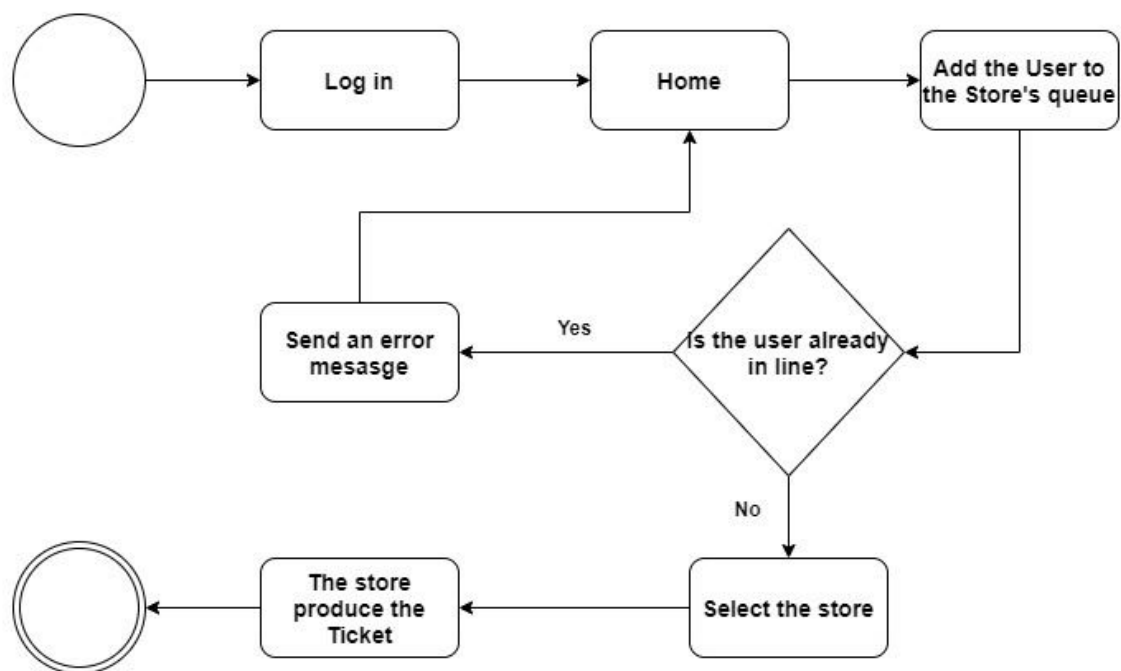 Log in
Home
Add the User to
the Store's queue
Send an error
mesasge
Yes
Is the user already
in line?
No
The store
produce the
Ticket
Select the store